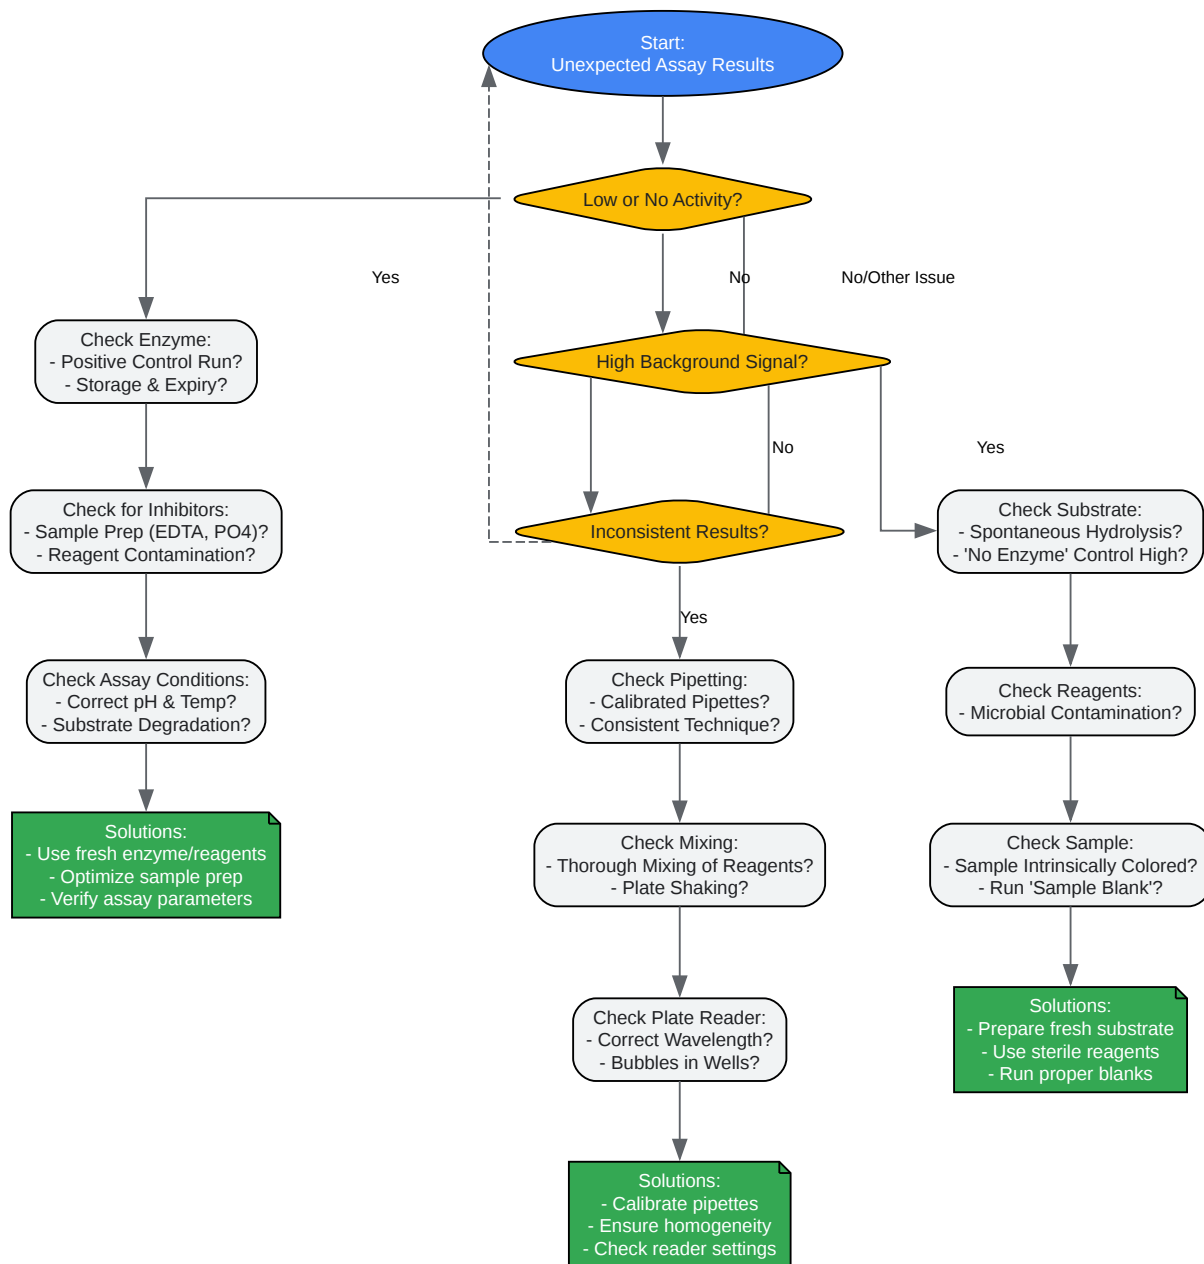 Start:
Unexpected Assay Results
Low or No Activity?
Yes
No
No/Other Issue
Check Enzyme:
- Positive Control Run?
- Storage & Expiry?
High Background Signal?
No
Yes
Check for Inhibitors:
- Sample Prep (EDTA, PO4)?
- Reagent Contamination?
Inconsistent Results?
Check Substrate:
- Spontaneous Hydrolysis?
- 'No Enzyme' Control High?
Yes
Check Assay Conditions:
- Correct pH & Temp?
- Substrate Degradation?
Check Pipetting:
- Calibrated Pipettes?
- Consistent Technique?
Check Reagents:
- Microbial Contamination?
Solutions:
- Use fresh enzyme/reagents
- Optimize sample prep
- Verify assay parameters
Check Mixing:
- Thorough Mixing of Reagents?
- Plate Shaking?
Check Sample:
- Sample Intrinsically Colored?
- Run 'Sample Blank'?
Check Plate Reader:
- Correct Wavelength?
- Bubbles in Wells?
Solutions:
- Prepare fresh substrate
- Use sterile reagents
- Run proper blanks
Solutions:
- Calibrate pipettes
- Ensure homogeneity
- Check reader settings